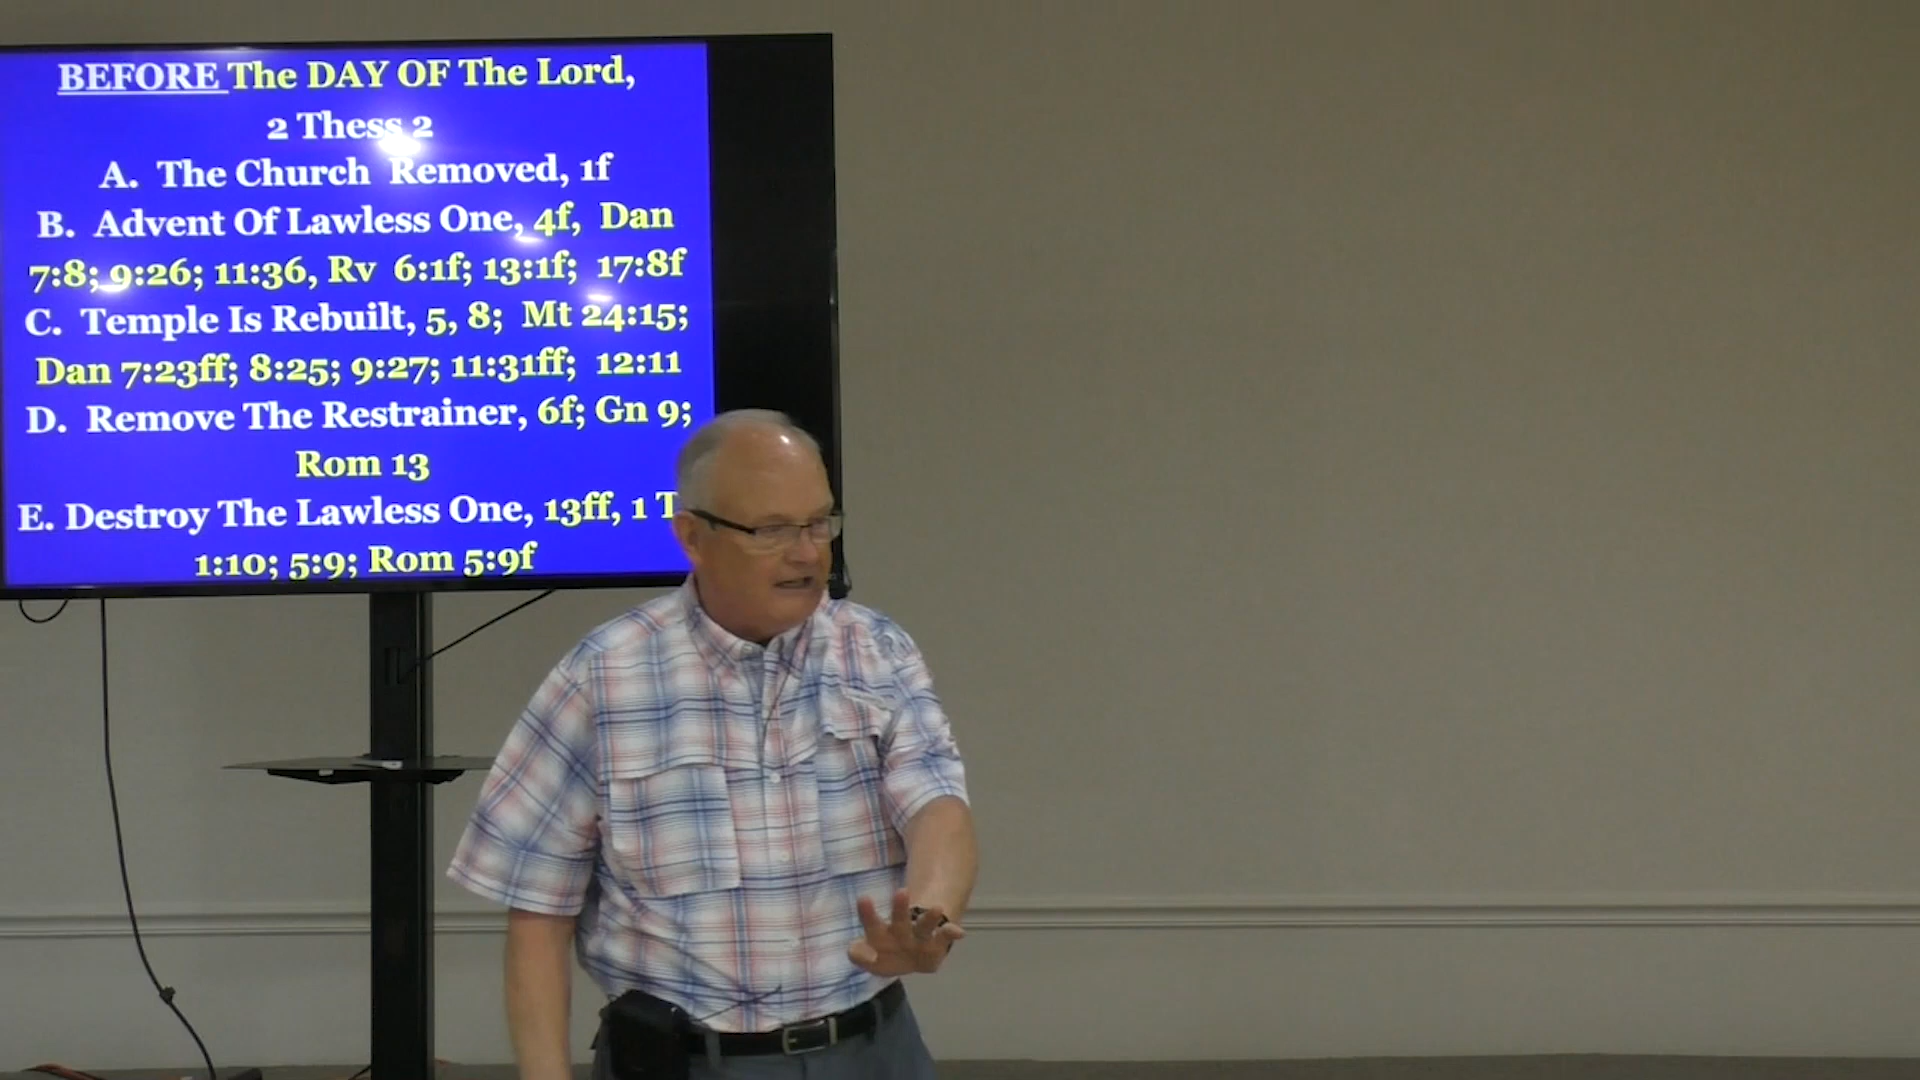 BEFORE The DAY OF The Lord,
2 Thess 2
A. The Church Removed, 1f
B. Advent Of Lawless One, 4f, Dan
7:8; 9:26; 11:36, Rv 6:1f; 13:1f; 17:8f
C. Temple Is Rebuilt, 5, 8; Mt 24:15;
Dan 7:23ff; 8:25; 9:27; 11:31ff; 12:11
D. Remove The Restrainer, 6f; Gn 9;
Rom 13
E. Destroy The Lawless One, 13ff, 1
1:10; 5:9; Rom 5:9f